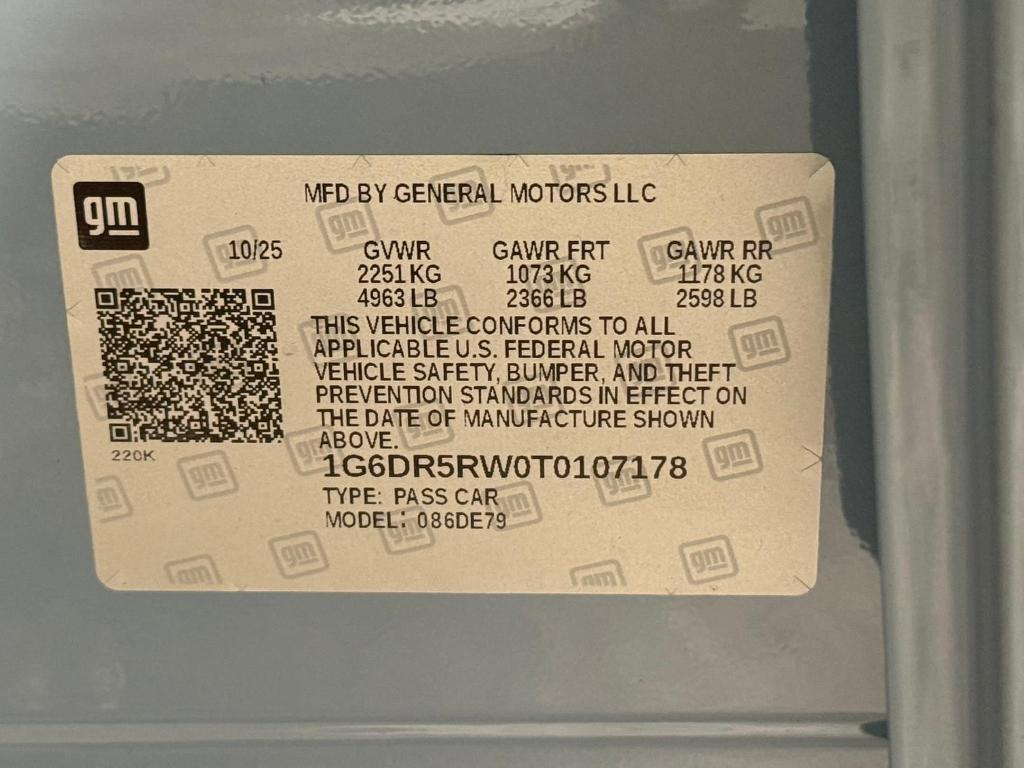 gm
MFD BY GENERAL MOTORS LLC
10/25 GVWR GAWR FRT GAWR RR
2251 KG 1073 KG 1178 KG
4963 LB 2366 LB 2598 LB
THIS VEHICLE CONFORMS TO ALL
APPLICABLE U.S. FEDERAL MOTOR
VEHICLE SAFETY, BUMPER, AND THEFT
PREVENTION STANDARDS IN EFFECT ON
THE DATE OF MANUFACTURE SHOWN
ABOVE.
220K
1G6DR5RW0T0107178
TYPE: PASS CAR
MODEL: 086DE79